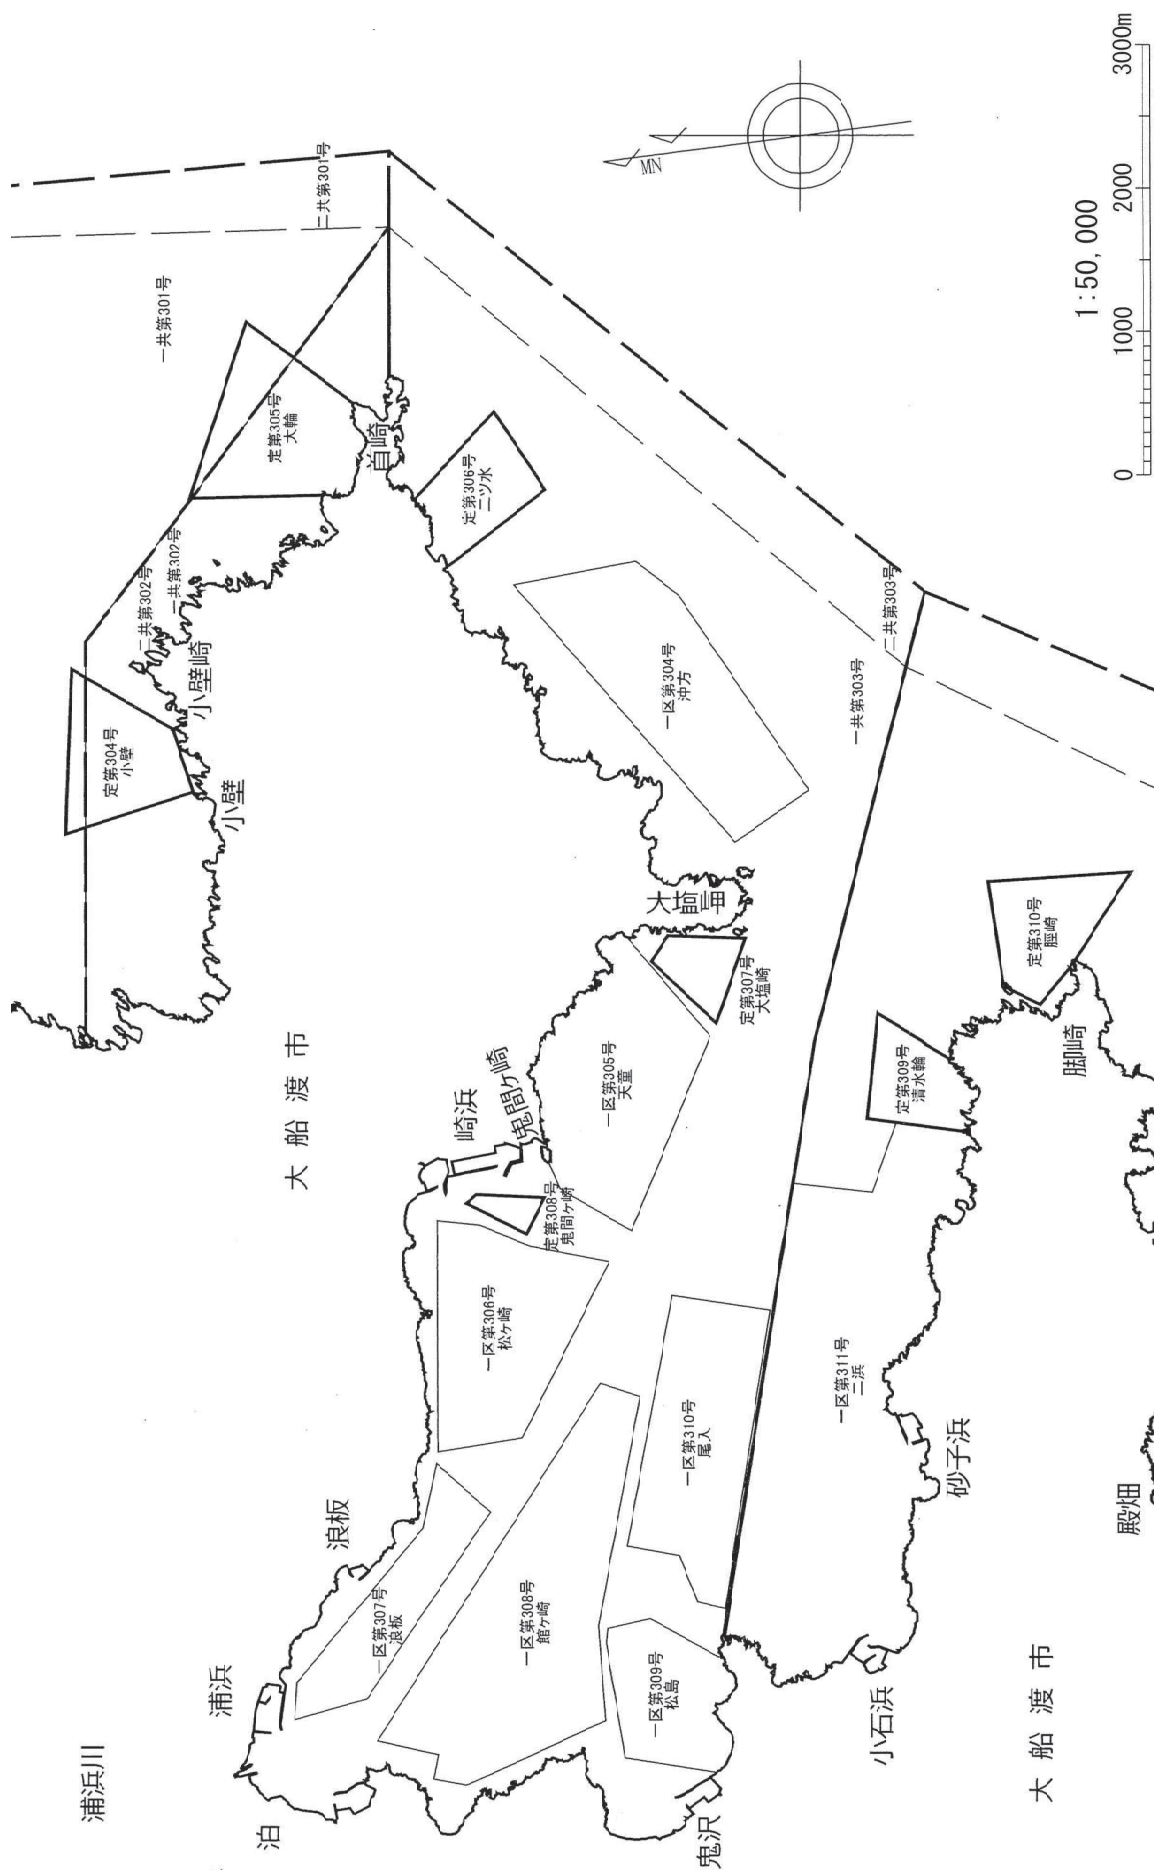 浦浜川
浦浜
泊
浪板
大船渡市
崎浜
鬼間ヶ崎
小壁
小壁崎
首崎
大塩岬
定第304号
小壁
二共第302号
一共第302号
定第305号
大輪
一共第301号
二共第301号
定第306号
二ツ水
一区第304号
沖方
一区第305号
天童
定第307号
大塩崎
定第308号
鬼間ヶ崎
一区第306号
松ヶ崎
一区第307号
浪板
一区第308号
館ヶ崎
一区第309号
松島
一区第310号
尾入
一区第311号
二浜
一共第303号
二共第303号
定第309号
清水輪
定第310号
脛崎
脚崎
鬼沢
小石浜
砂子浜
殿畑
大船渡市
MN
1:50,000
0
1000
2000
3000m